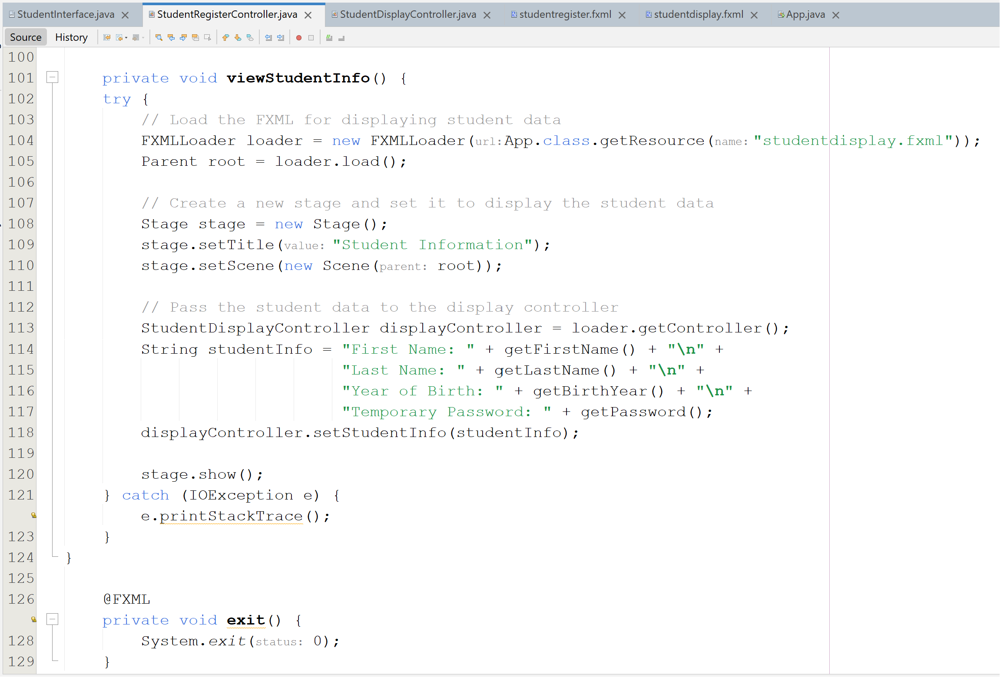 StudentInterface.java StudentRegisterController.java StudentDisplayController.java studentregister.fxml studentdisplay.fxml App.java
Source History
100
101 private void viewStudentInfo() {
102 try {
103 // Load the FXML for displaying student data
104 FXMLLoader loader = new FXMLLoader(url:App.class.getResource(name: "studentdisplay.fxml"));
105 Parent root = loader.load();
106
107 // Create a new stage and set it to display the student data
108 Stage stage = new Stage();
109 stage.setTitle(value: "Student Information");
110 stage.setScene(new Scene(parent: root));
111
112 // Pass the student data to the display controller
113 StudentDisplayController displayController = loader.getController();
114 String studentInfo = "First Name: " + getFirstName() + "\n" +
115 "Last Name: " + getLastName() + "\n" +
116 "Year of Birth: " + getBirthYear() + "\n" +
117 "Temporary Password: " + getPassword();
118 displayController.setStudentInfo(studentInfo);
119
120 stage.show();
121 } catch (IOException e) {
e.printStackTrace();
123 }
124 }
125
126 @FXML
private void exit() {
128 System.exit(status: 0);
129 }